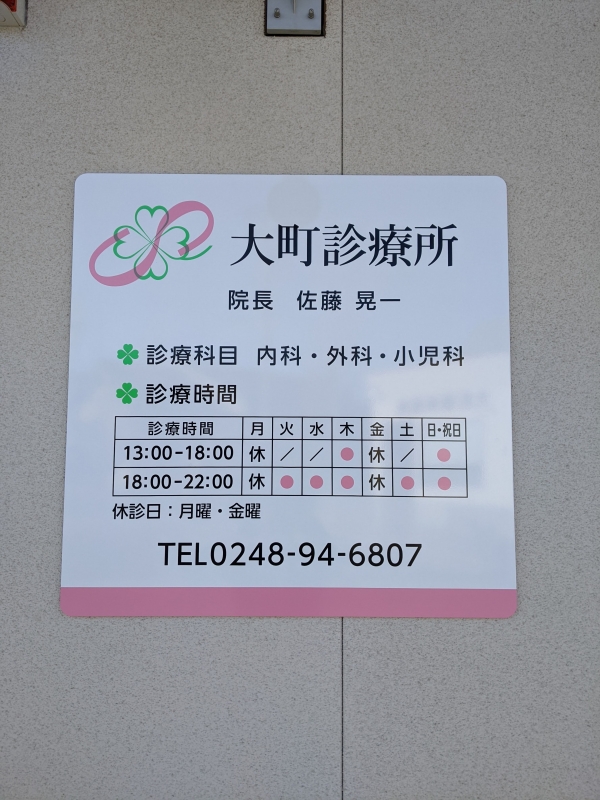 大町診療所
院長 佐藤 晃一
診療科目 内科・外科・小児科
診療時間
診療時間 月 火 水 木 金 土 日・祝日
13:00-18:00 休 ／ ／ ● 休 ／ ●
18:00-22:00 休 ● ● ● 休 ● ●
休診日：月曜・金曜
TEL0248-94-6807